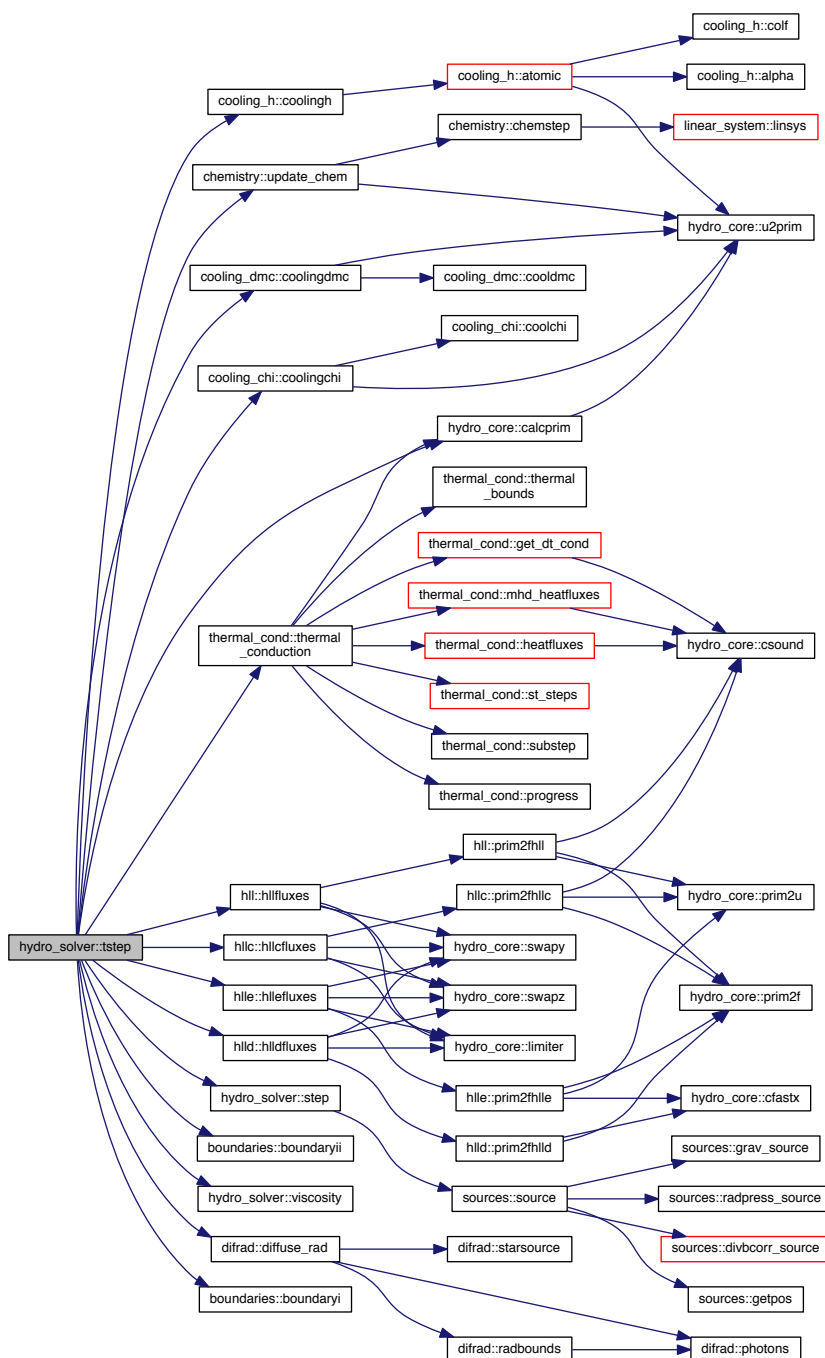 cooling_h::colf
cooling_h::atomic
cooling_h::alpha
cooling_h::coolingh
chemistry::chemstep
linear_system::linsys
chemistry::update_chem
hydro_core::u2prim
cooling_dmc::coolingdmc
cooling_dmc::cooldmc
cooling_chi::coolchi
cooling_chi::coolingchi
hydro_core::calcprim
thermal_cond::thermal
_bounds
thermal_cond::get_dt_cond
thermal_cond::mhd_heatfluxes
thermal_cond::thermal
_conduction
thermal_cond::heatfluxes
hydro_core::csound
thermal_cond::st_steps
thermal_cond::substep
thermal_cond::progress
hll::prim2fhll
hll::hllfluxes
hllc::prim2fhllc
hydro_core::prim2u
hydro_solver::tstep
hllc::hllcfluxes
hydro_core::swapy
hlle::hllefluxes
hydro_core::swapz
hydro_core::prim2f
hlld::hlldfluxes
hydro_core::limiter
hydro_solver::step
hlle::prim2fhlle
hydro_core::cfastx
boundaries::boundaryii
hlld::prim2fhlld
sources::grav_source
hydro_solver::viscosity
sources::source
sources::radpress_source
difrad::diffuse_rad
difrad::starsource
sources::divbcorr_source
boundaries::boundaryi
sources::getpos
difrad::radbounds
difrad::photons